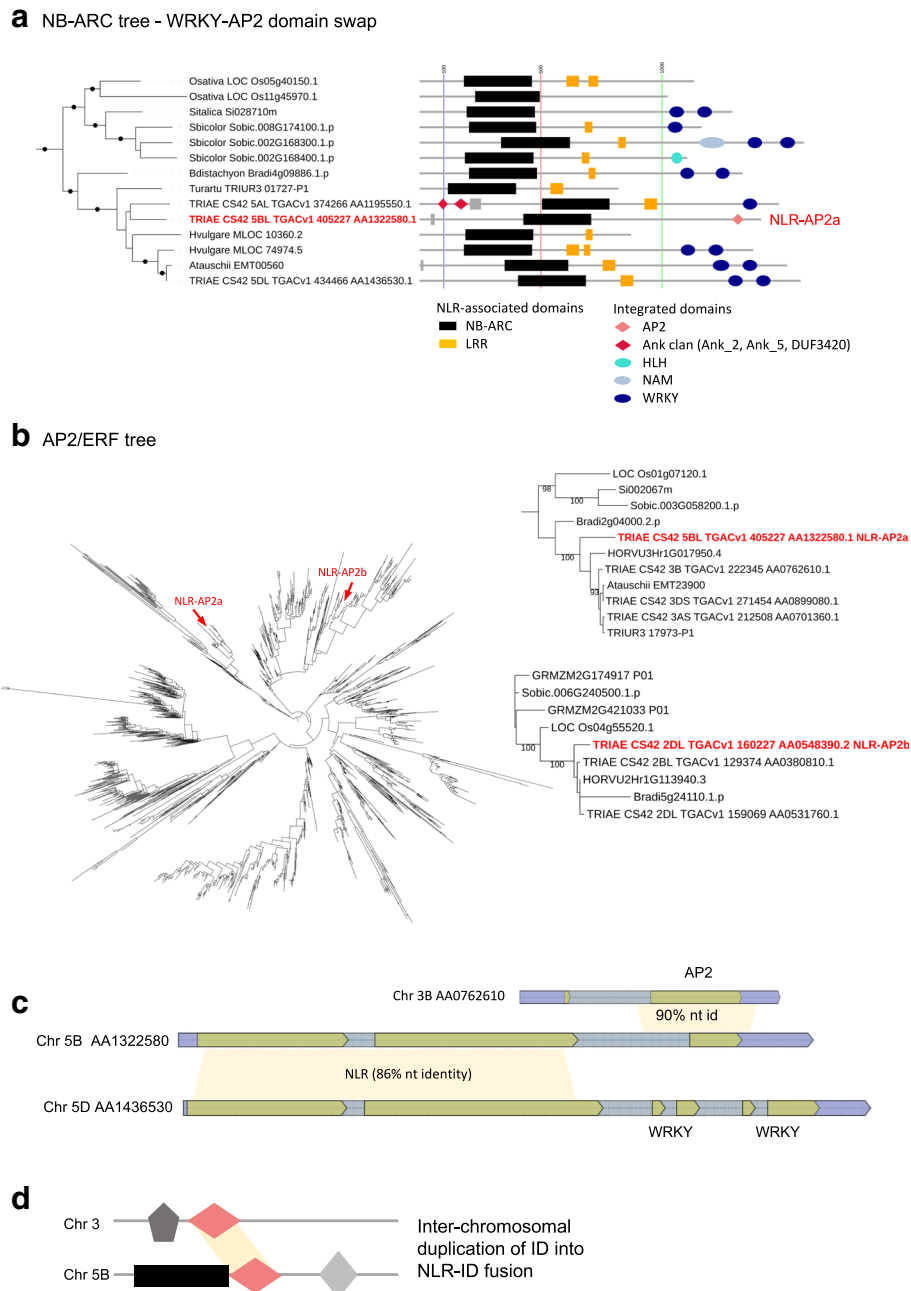 a NB-ARC tree - WRKY-AP2 domain swap
100 500 1000
Osativa LOC Os05g40150.1
Osativa LOC Os11g45970.1
Sitalica Si028710m
Sbicolor Sobic.008G174100.1.p
Sbicolor Sobic.002G168300.1.p
Sbicolor Sobic.002G168400.1.p
Bdistachyon Bradi4g09886.1.p
Turartu TRIUR3 01727-P1
TRIAE CS42 5AL TGACv1 374266 AA1195550.1
TRIAE CS42 5BL TGACv1 405227 AA1322580.1 NLR-AP2a
Hvulgare MLOC 10360.2
Hvulgare MLOC 74974.5
Atauschii EMT00560
TRIAE CS42 5DL TGACv1 434466 AA1436530.1
NLR-associated domains
NB-ARC
LRR
Integrated domains
AP2
Ank clan (Ank_2, Ank_5, DUF3420)
HLH
NAM
WRKY
b AP2/ERF tree
NLR-AP2a
NLR-AP2b
LOC Os01g07120.1
98
Si002067m
100
Sobic.003G058200.1.p
Bradi2g04000.2.p
TRIAE CS42 5BL TGACv1 405227 AA1322580.1 NLR-AP2a
100
HORVU3Hr1G017950.4
TRIAE CS42 3B TGACv1 222345 AA0762610.1
Atauschii EMT23900
93
TRIAE CS42 3DS TGACv1 271454 AA0899080.1
TRIAE CS42 3AS TGACv1 212508 AA0701360.1
TRIUR3 17973-P1
GRMZM2G174917 P01
Sobic.006G240500.1.p
GRMZM2G421033 P01
LOC Os04g55520.1
100
TRIAE CS42 2DL TGACv1 160227 AA0548390.2 NLR-AP2b
100
TRIAE CS42 2BL TGACv1 129374 AA0380810.1
HORVU2Hr1G113940.3
Bradi5g24110.1.p
TRIAE CS42 2DL TGACv1 159069 AA0531760.1
c
AP2
Chr 3B AA0762610
90% nt id
Chr 5B AA1322580
NLR (86% nt identity)
Chr 5D AA1436530
WRKY WRKY
d
Chr 3
Chr 5B
Inter-chromosomal
duplication of ID into
NLR-ID fusion